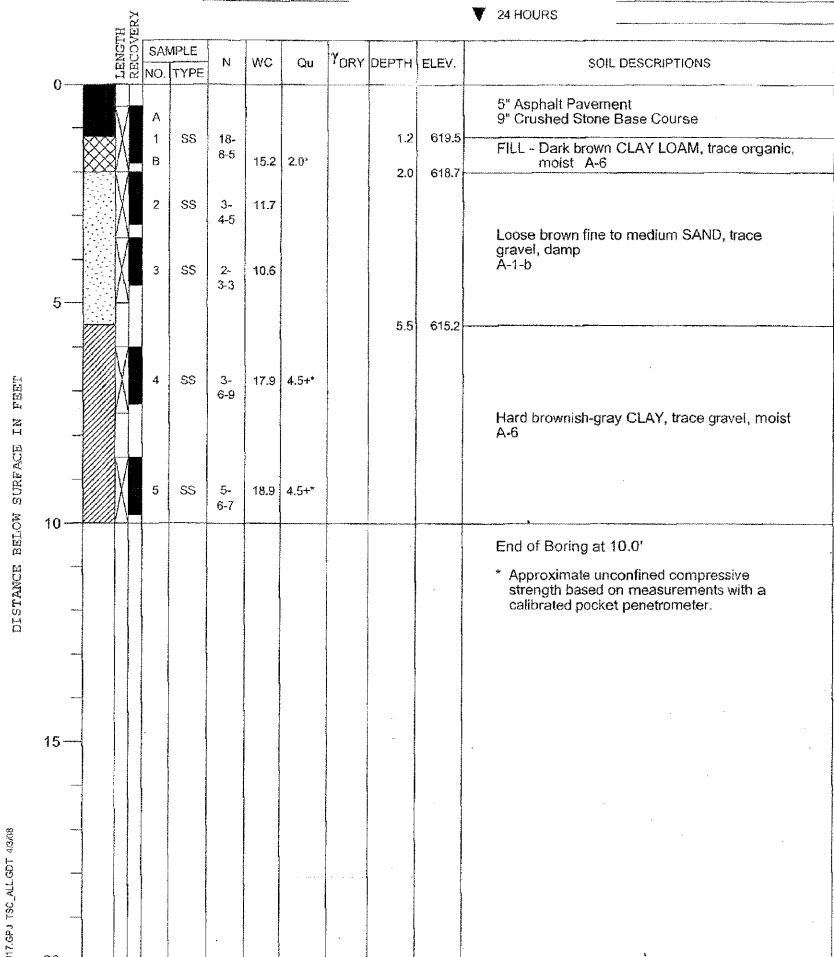 ▼ 24 HOURS
LENGTH
RECOVERY
SAMPLE
NO. TYPE N WC Qu γDRY DEPTH ELEV. SOIL DESCRIPTIONS
0
5" Asphalt Pavement
9" Crushed Stone Base Course
A
1 SS 18- 1.2 619.5
8-5
B 15.2 2.0*
FILL - Dark brown CLAY LOAM, trace organic,
moist A-6
2.0 618.7
2 SS 3- 11.7
4-5
Loose brown fine to medium SAND, trace
gravel, damp
A-1-b
3 SS 2- 10.6
3-3
5
5.5 615.2
4 SS 3- 17.9 4.5+*
6-9
Hard brownish-gray CLAY, trace gravel, moist
A-6
5 SS 5- 18.9 4.5+*
6-7
10
End of Boring at 10.0'
* Approximate unconfined compressive
strength based on measurements with a
calibrated pocket penetrometer.
15
DISTANCE BELOW SURFACE IN FEET
17.GPJ TSC_ALL.GDT 4/3/08